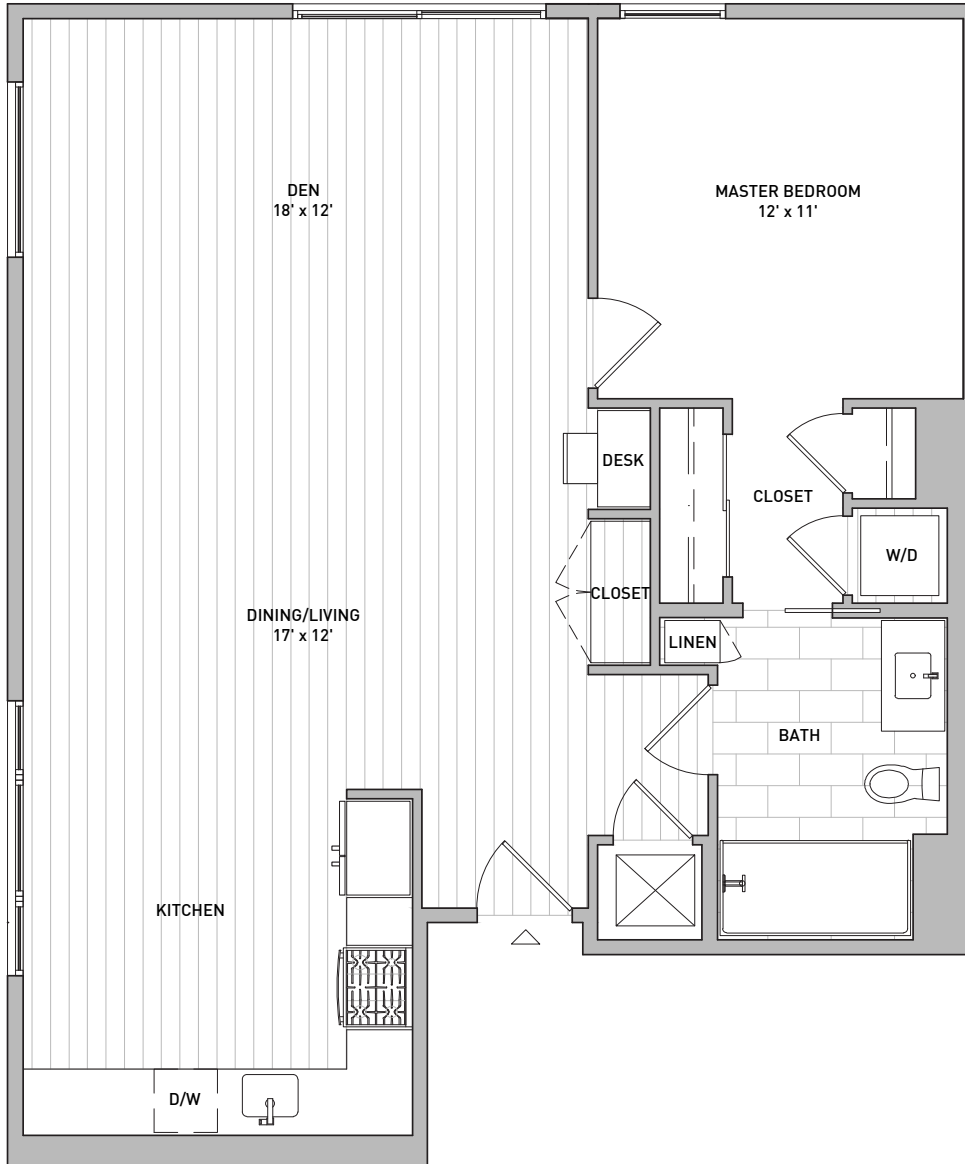 DEN
18' x 12'
MASTER BEDROOM
12' x 11'
DESK
CLOSET
W/D
CLOSET
DINING/LIVING
17' x 12'
LINEN
BATH
KITCHEN
D/W